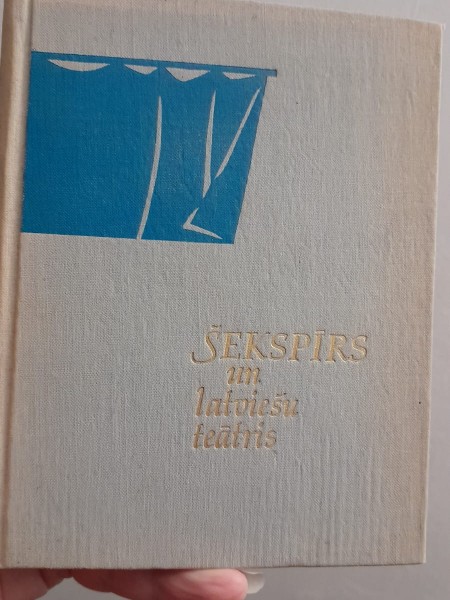 ŠEKSPĪRS
un
latviešu
teātris